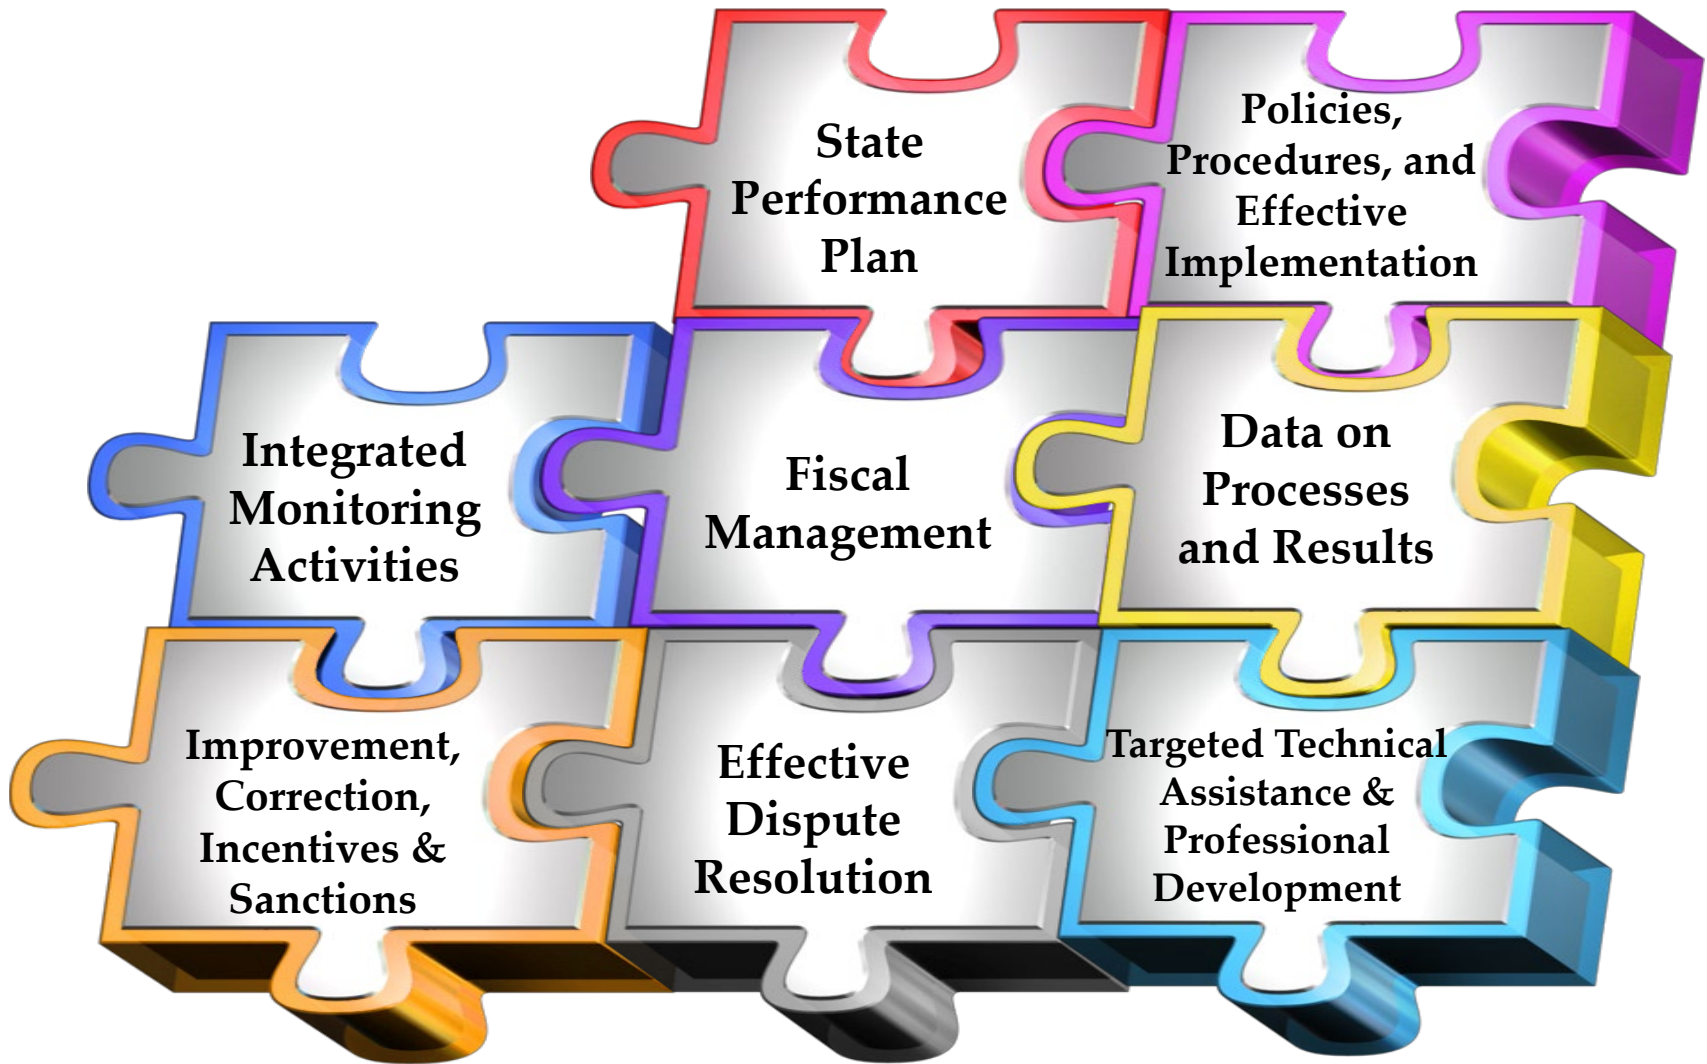 State
Performance
Plan
Policies,
Procedures, and
Effective
Implementation
Integrated
Monitoring
Activities
Fiscal
Management
Data on
Processes
and Results
Improvement,
Correction,
Incentives &
Sanctions
Effective
Dispute
Resolution
Targeted Technical
Assistance &
Professional
Development